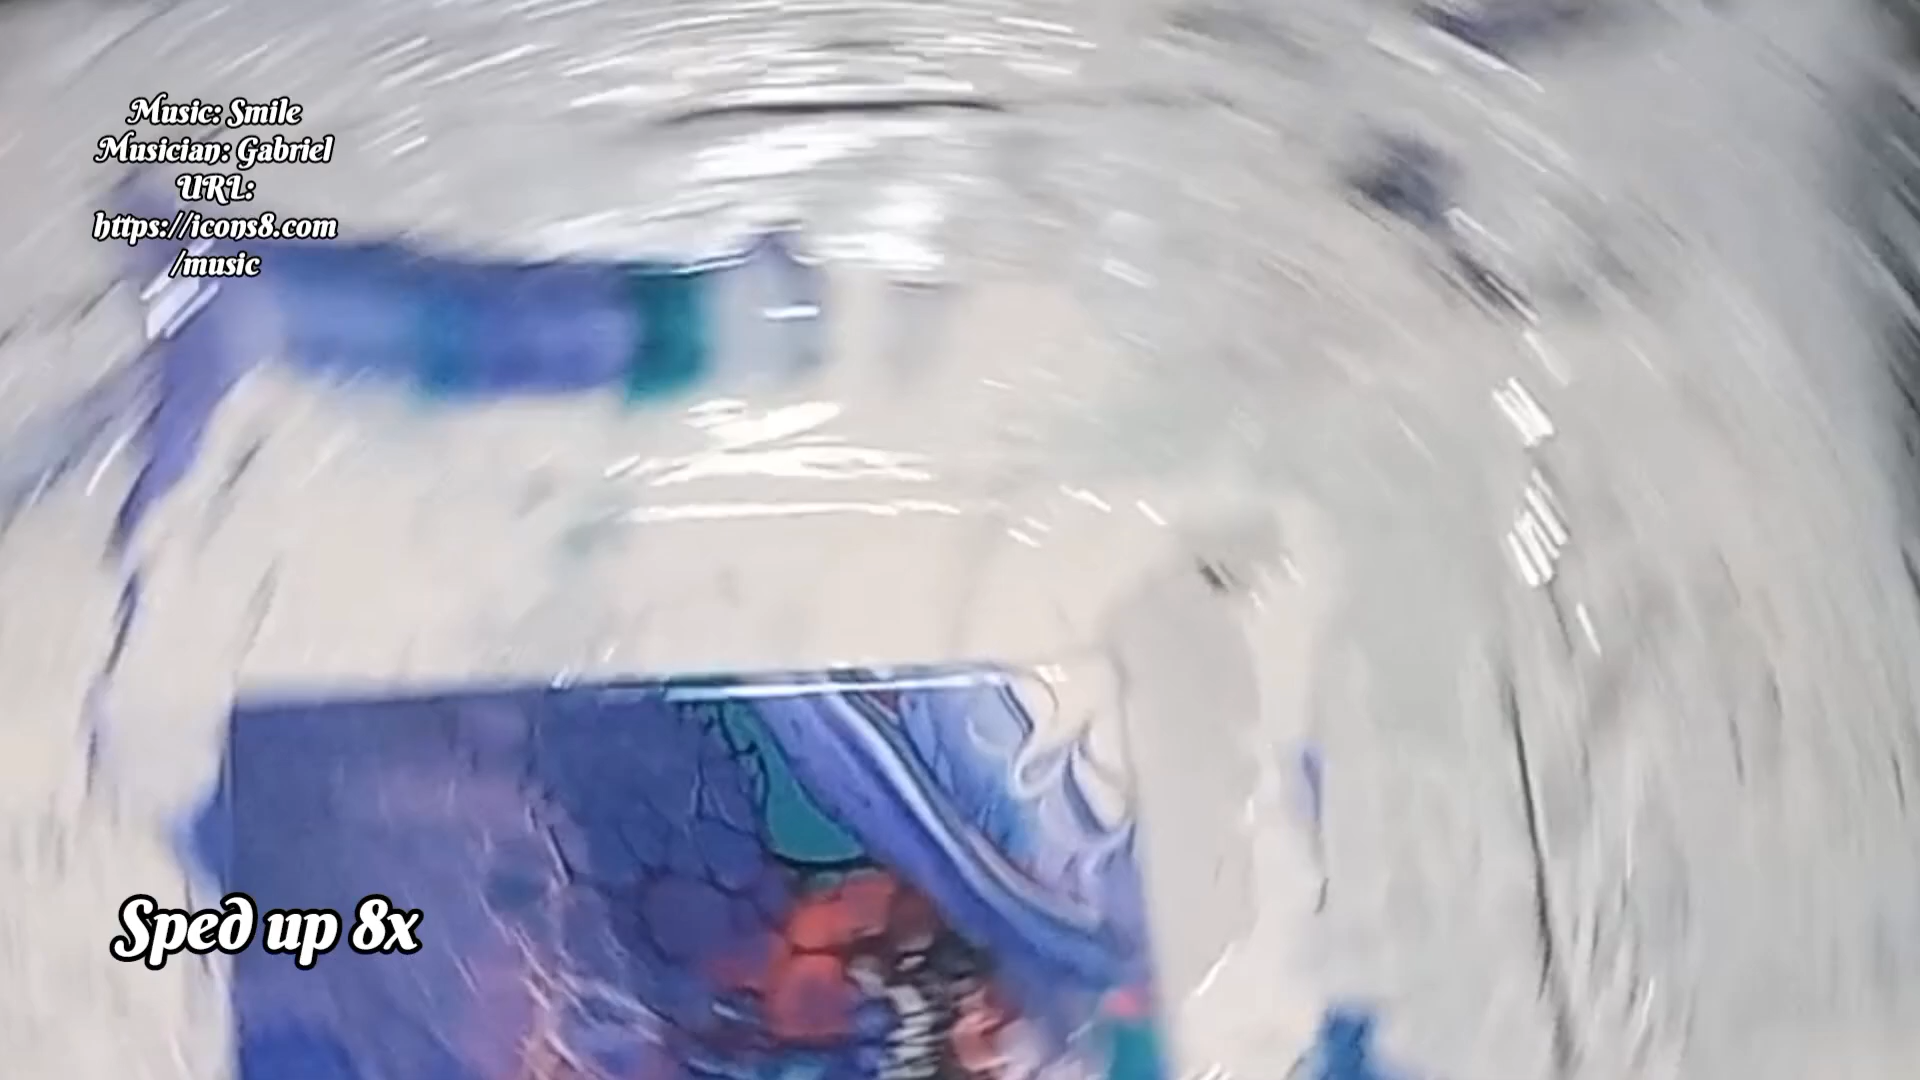 Music: Smile
Musician: Gabriel
URL:
https://icons8.com
/music
Sped up 8x